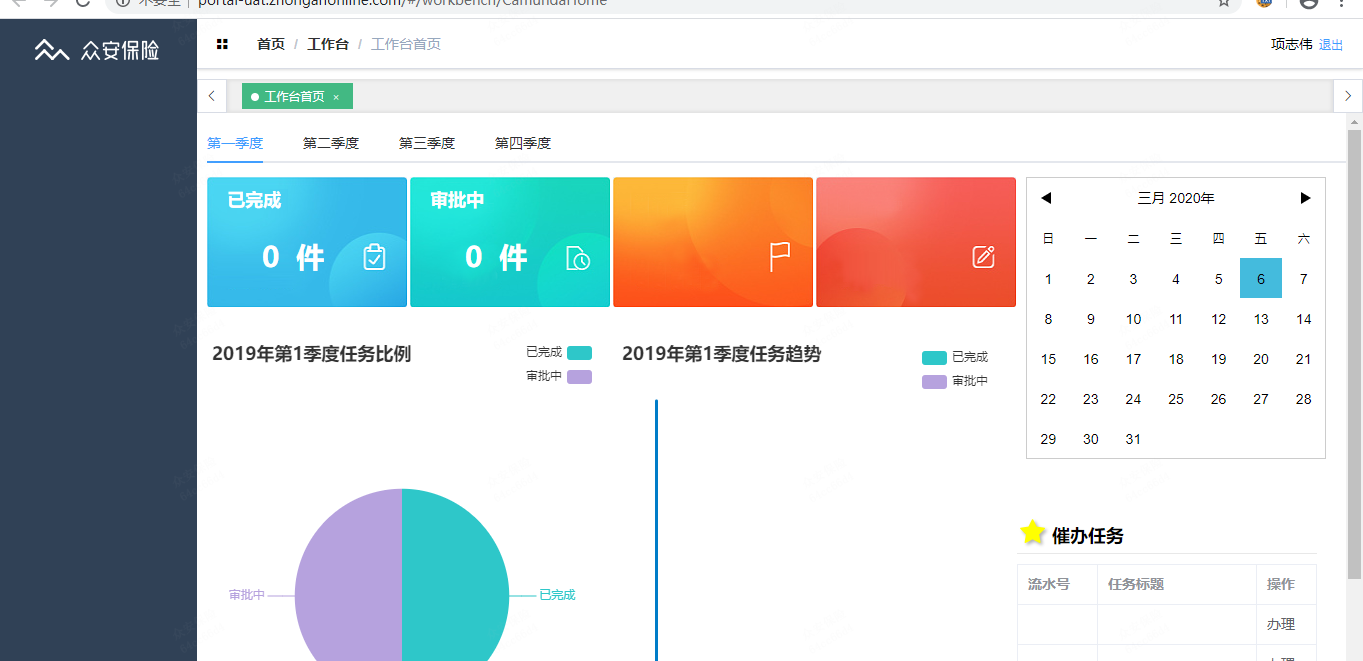 不安全 | portal-uat.zhonganonline.com/#/workbench/CamundaHome
众安保险
首页 / 工作台 / 工作台首页
项志伟 退出
工作台首页 ×
第一季度 第二季度 第三季度 第四季度
已完成
0 件
审批中
0 件
三月 2020年
日 一 二 三 四 五 六
1 2 3 4 5 6 7
8 9 10 11 12 13 14
15 16 17 18 19 20 21
22 23 24 25 26 27 28
29 30 31
2019年第1季度任务比例
已完成
审批中
2019年第1季度任务趋势
已完成
审批中
审批中
已完成
催办任务
流水号 任务标题 操作
办理